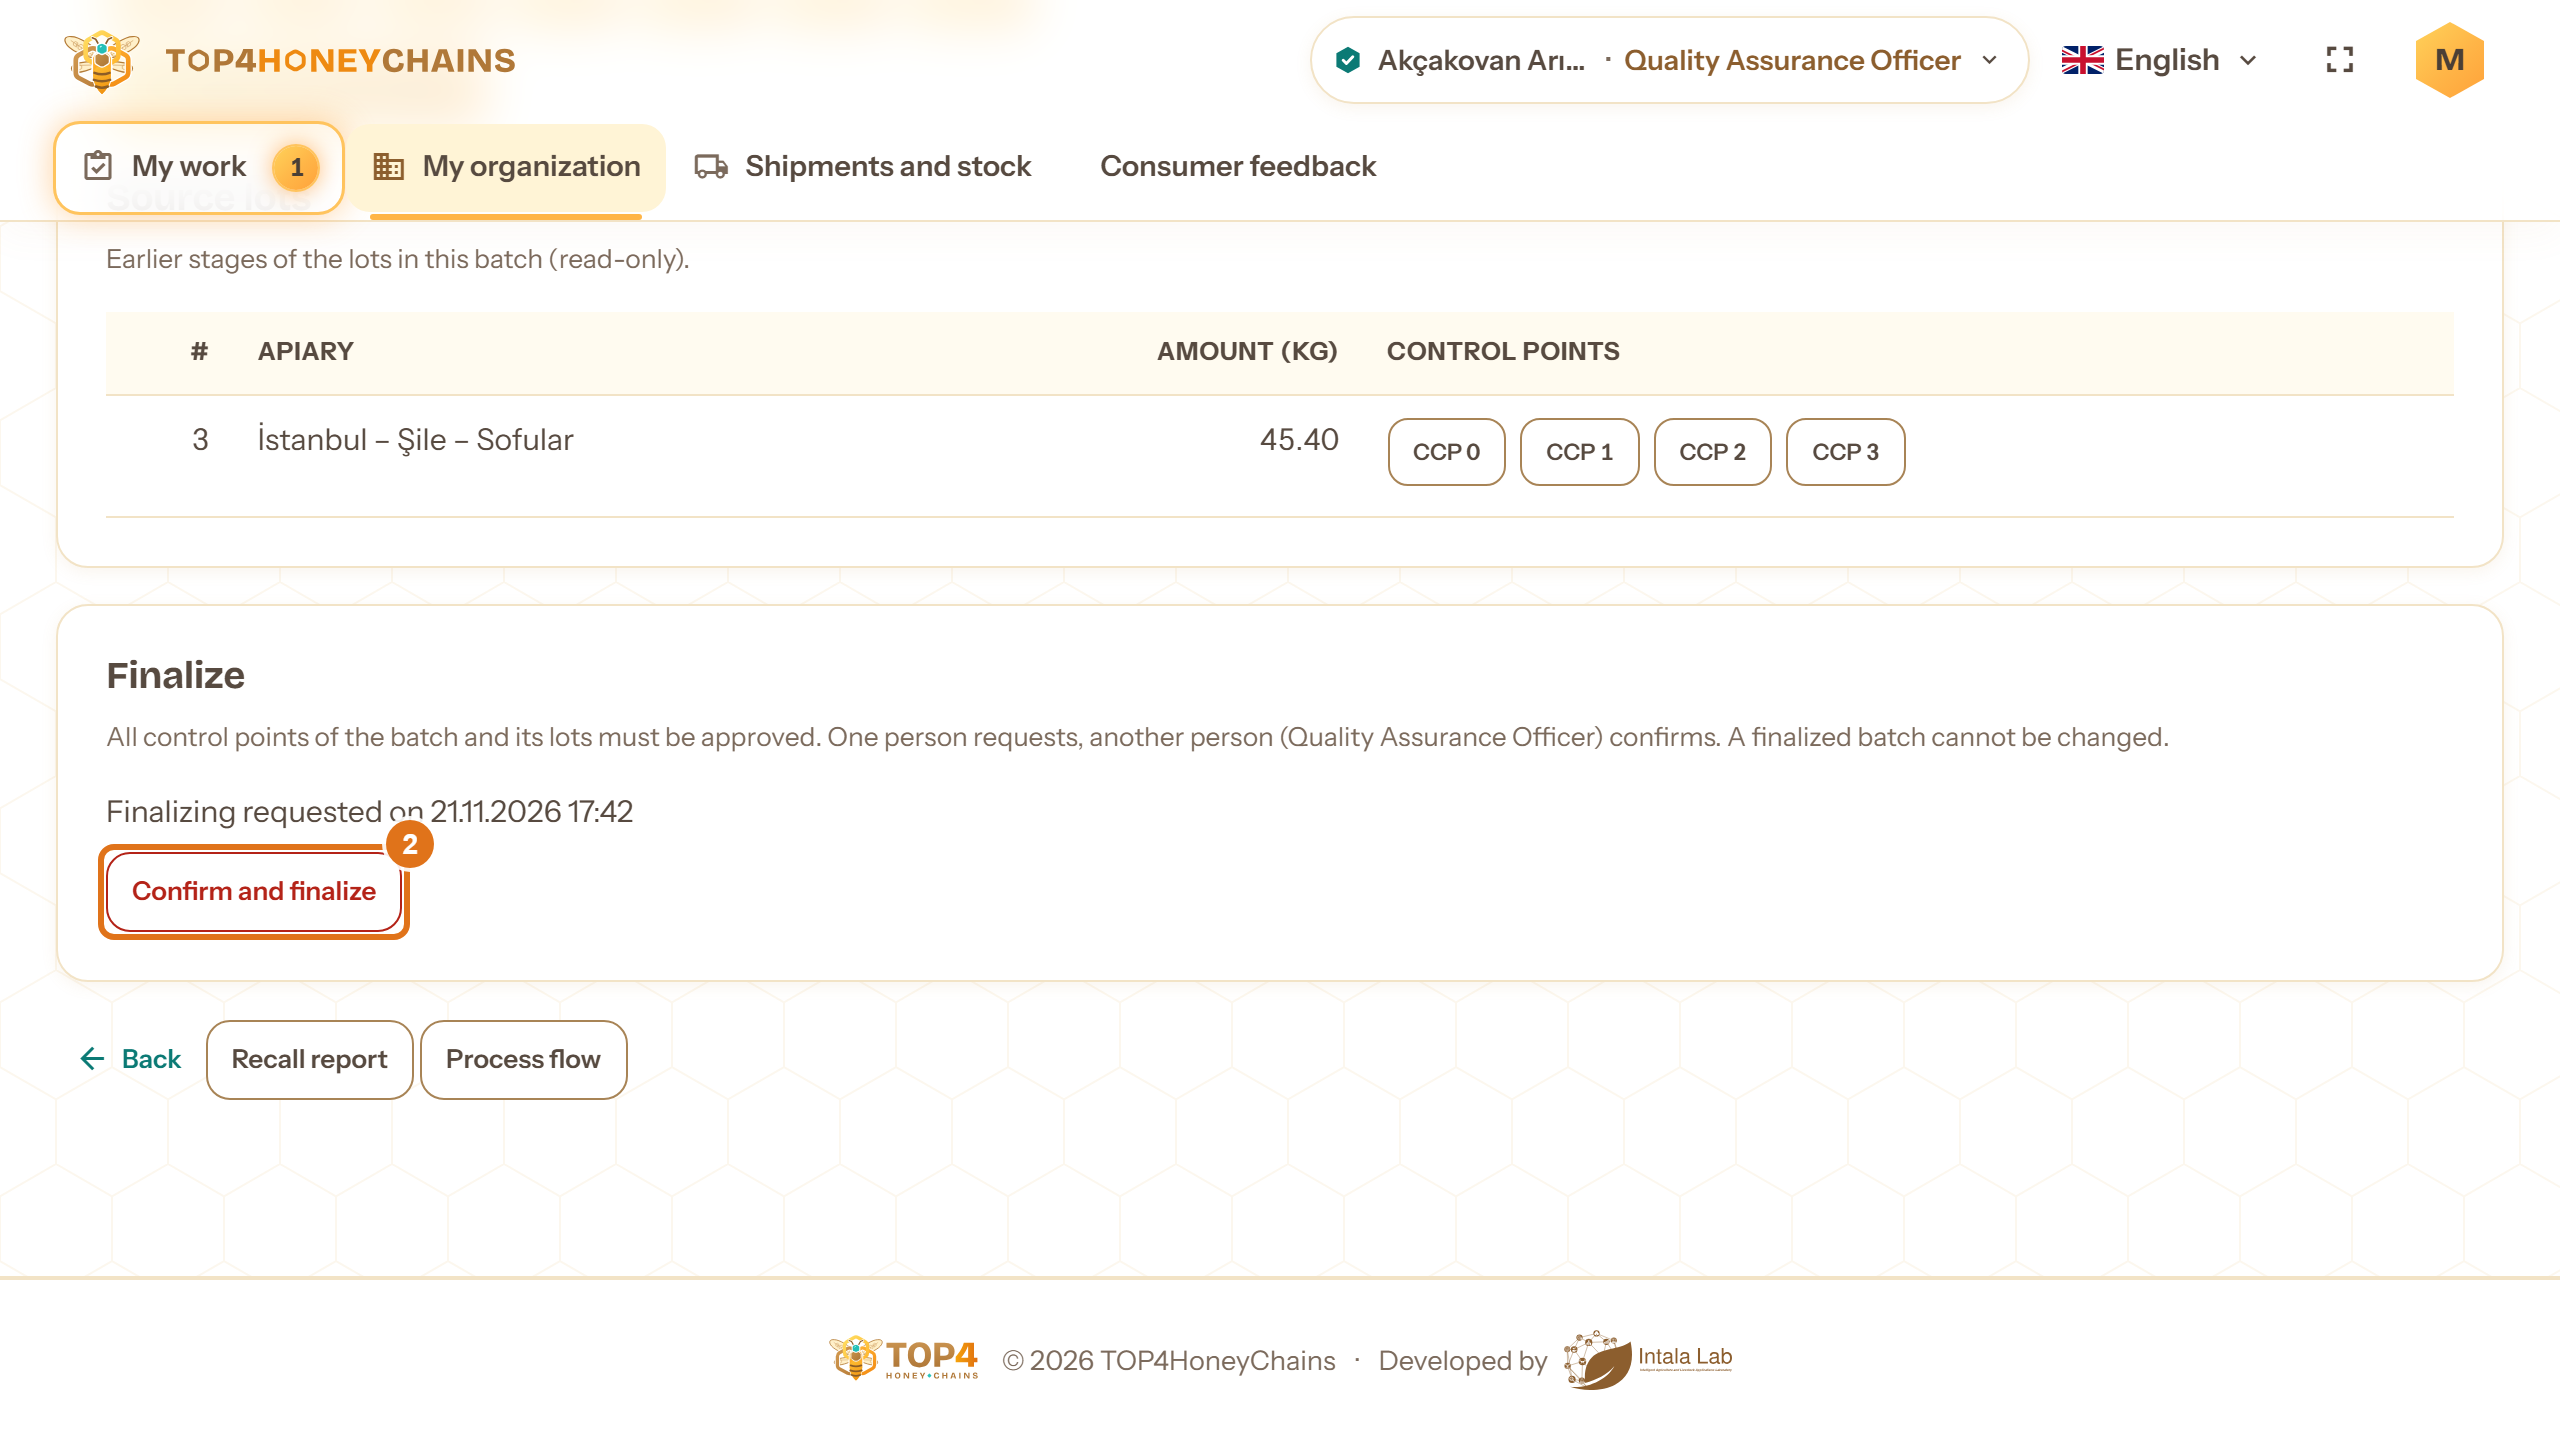 TOP4HONEYCHAINS
Akçakovan Arı... · Quality Assurance Officer
English
M
My work 1
My organization
Shipments and stock
Consumer feedback
Source lots
Earlier stages of the lots in this batch (read-only).
# APIARY AMOUNT (KG) CONTROL POINTS
3 İstanbul – Şile – Sofular 45.40 CCP 0 CCP 1 CCP 2 CCP 3
Finalize
All control points of the batch and its lots must be approved. One person requests, another person (Quality Assurance Officer) confirms. A finalized batch cannot be changed.
Finalizing requested on 21.11.2026 17:42
2
Confirm and finalize
Back
Recall report
Process flow
TOP4
HONEY CHAINS
© 2026 TOP4HoneyChains · Developed by
Intala Lab